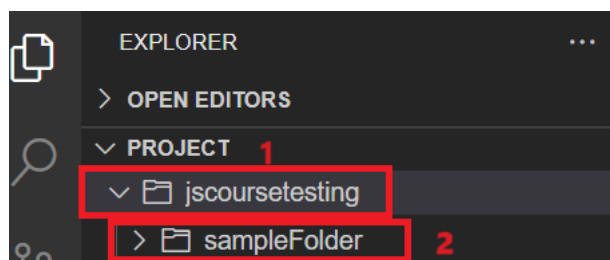 EXPLORER ...
OPEN EDITORS
PROJECT 1
jscoursetesting
sampleFolder 2